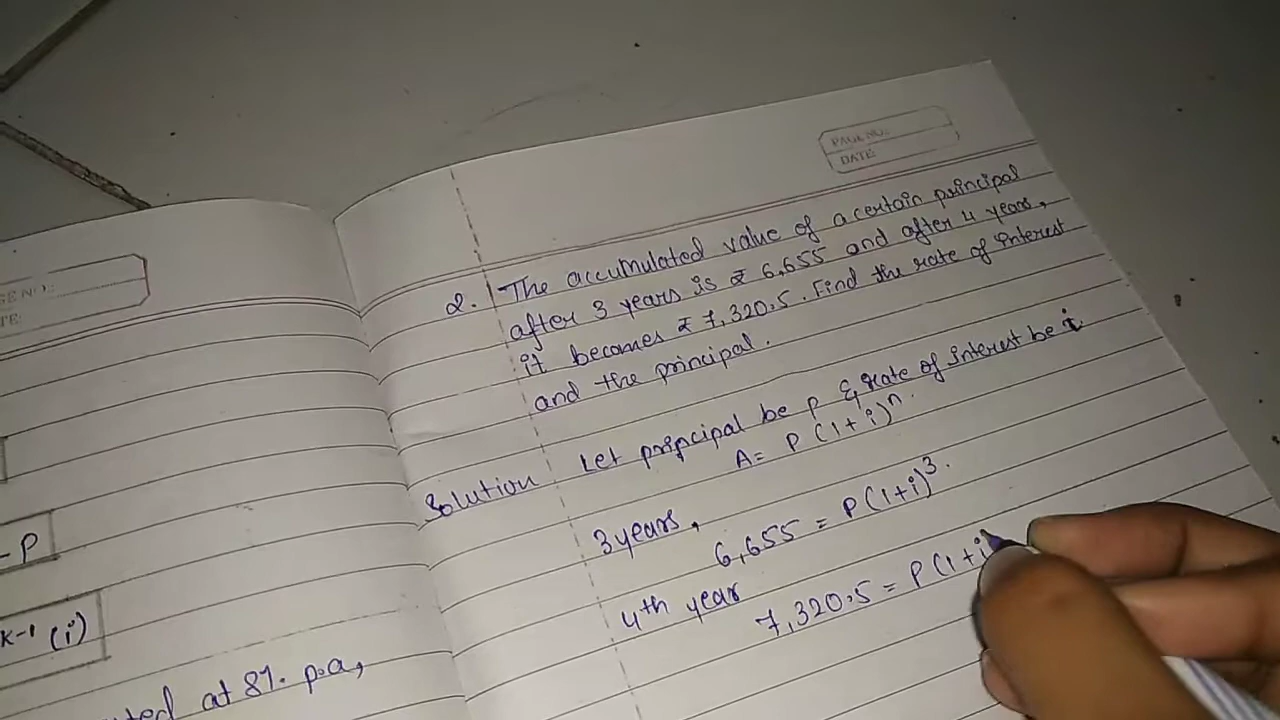 PAGE NO:
DATE:
2. The accumulated value of a certain principal
after 3 years is ₹ 6,655 and after 4 years,
it becomes ₹ 7,320.5. Find the rate of interest
and the principal.
Solution Let principal be p & rate of interest be i
A = P (1+i)^n.
3 years,
6,655 = P(1+i)^3.
4th year
7,320.5 = P(1+i)
GE NO:
TE:
- P
K-1 (i)
at 8%. p.a,